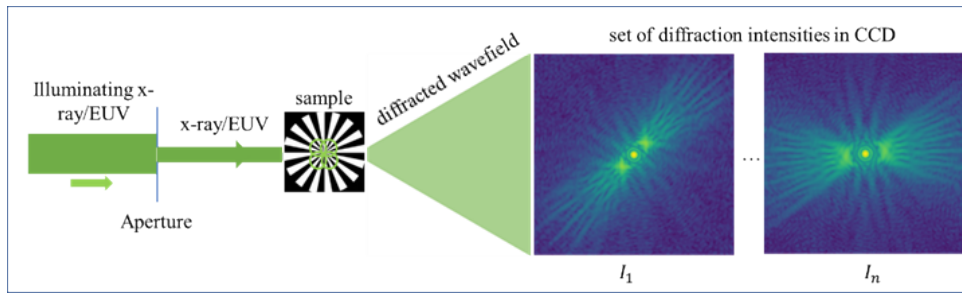 Illuminating x-
ray/EUV
Aperture
x-ray/EUV
sample
diffracted wavefield
set of diffraction intensities in CCD
...
I₁
Iₙ